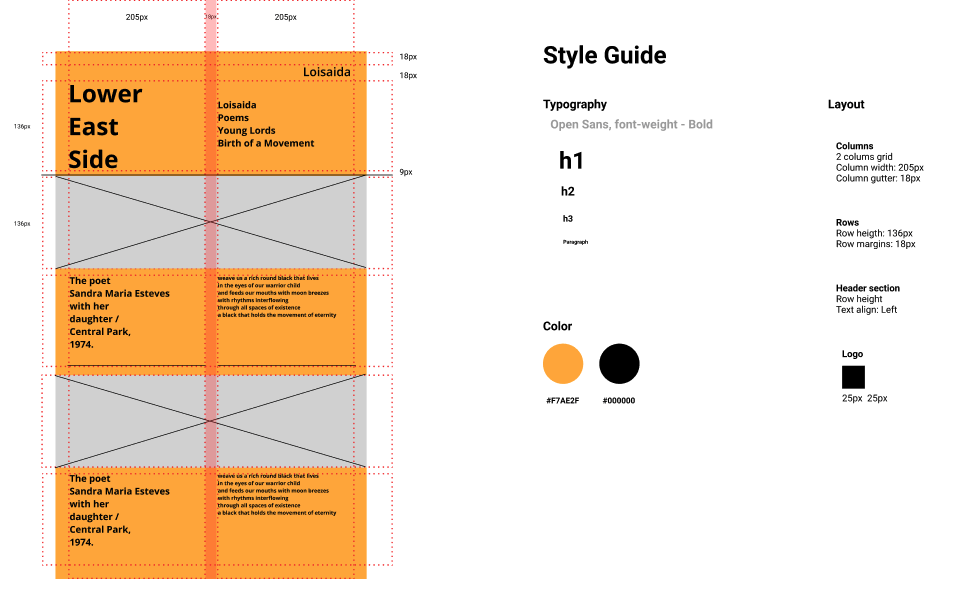 205px
18px
205px
18px
18px
Loisaida
Lower
East
Side
136px
Loisaida
Poems
Young Lords
Birth of a Movement
9px
136px
The poet
Sandra Maria Esteves
with her
daughter /
Central Park,
1974.
weave us a rich round black that lives
in the eyes of our warrior child
and feeds our mouths with moon breezes
with rhythms interflowing
through all spaces of existence
a black that holds the movement of eternity
The poet
Sandra Maria Esteves
with her
daughter /
Central Park,
1974.
weave us a rich round black that lives
in the eyes of our warrior child
and feeds our mouths with moon breezes
with rhythms interflowing
through all spaces of existence
a black that holds the movement of eternity
Style Guide
Typography
Open Sans, font-weight - Bold
h1
h2
h3
Paragraph
Color
#F7AE2F
#000000
Layout
Columns
2 colums grid
Column width: 205px
Column gutter: 18px
Rows
Row heigth: 136px
Row margins: 18px
Header section
Row height
Text align: Left
Logo
25px 25px